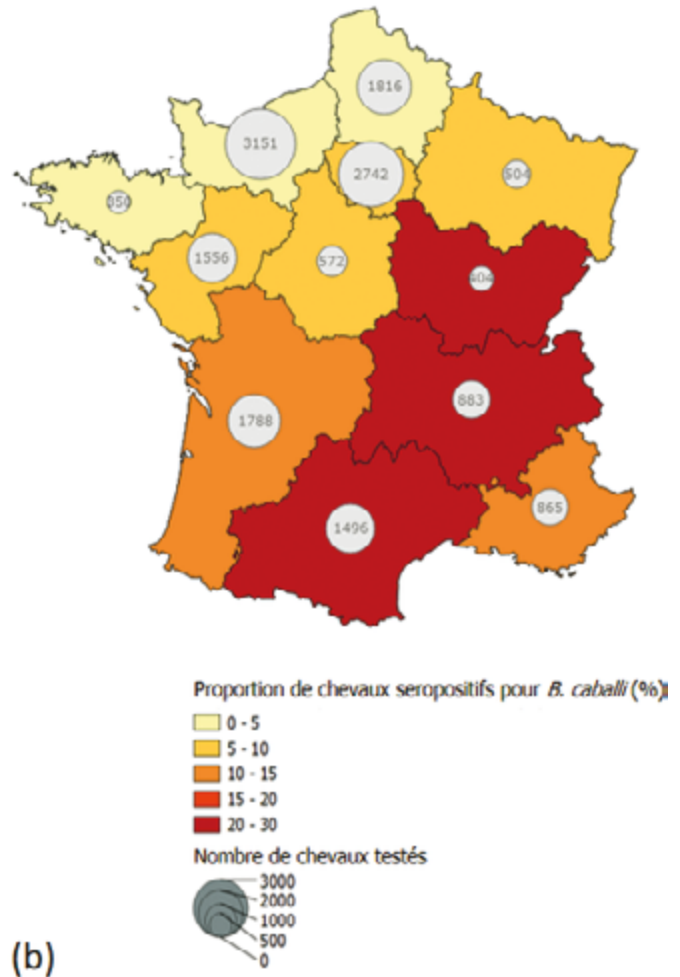 1816
3151
2742
504
350
1556
572
404
883
1788
865
1496
Proportion de chevaux seropositifs pour B. caballi (%)
0 - 5
5 - 10
10 - 15
15 - 20
20 - 30
Nombre de chevaux testés
3000
2000
1000
500
0
(b)